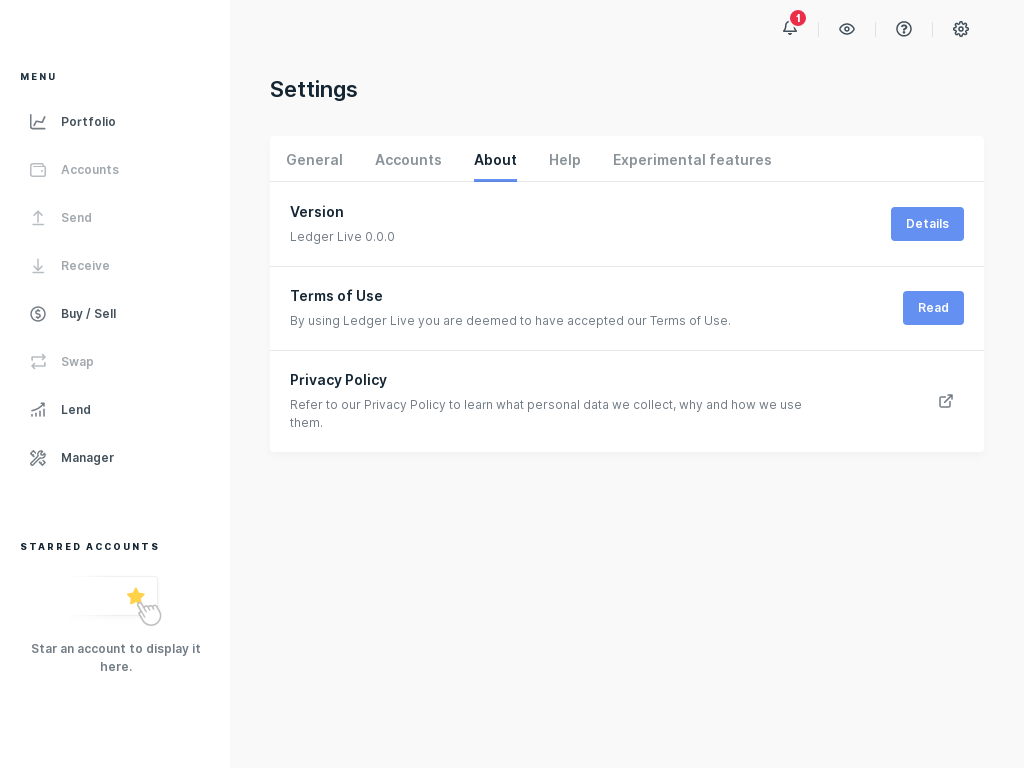 1
MENU
Portfolio
Accounts
Send
Receive
Buy / Sell
Swap
Lend
Manager
STARRED ACCOUNTS
Star an account to display it
here.
Settings
General Accounts About Help Experimental features
Version
Ledger Live 0.0.0
Details
Terms of Use
By using Ledger Live you are deemed to have accepted our Terms of Use.
Read
Privacy Policy
Refer to our Privacy Policy to learn what personal data we collect, why and how we use
them.